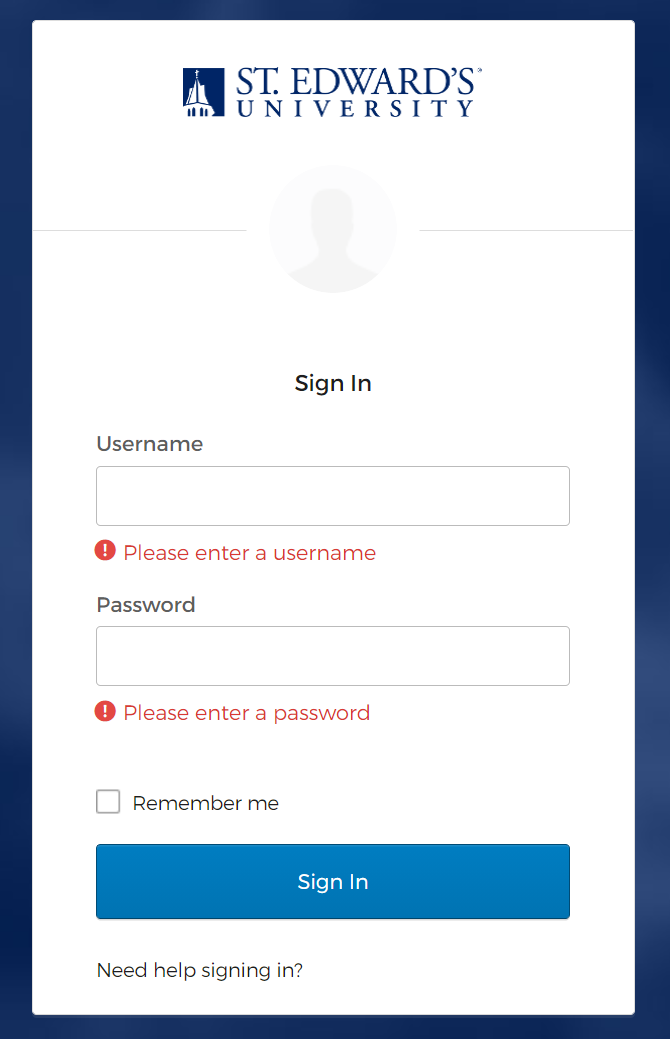 ST. EDWARD'S
UNIVERSITY
Sign In
Username
Please enter a username
Password
Please enter a password
Remember me
Sign In
Need help signing in?